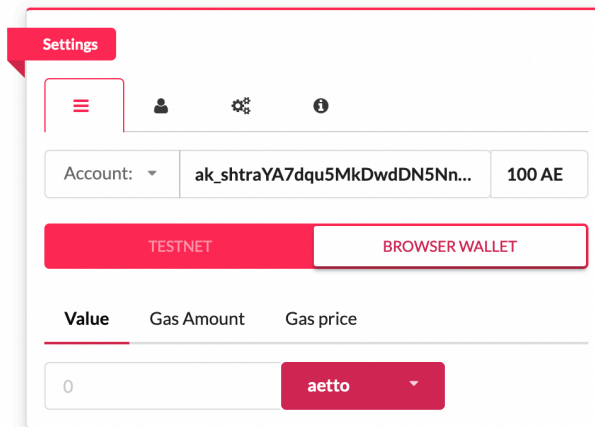 Settings
Account: ak_shtraYA7dqu5MkDwdDN5Nn... 100 AE
TESTNET BROWSER WALLET
Value Gas Amount Gas price
0 aetto